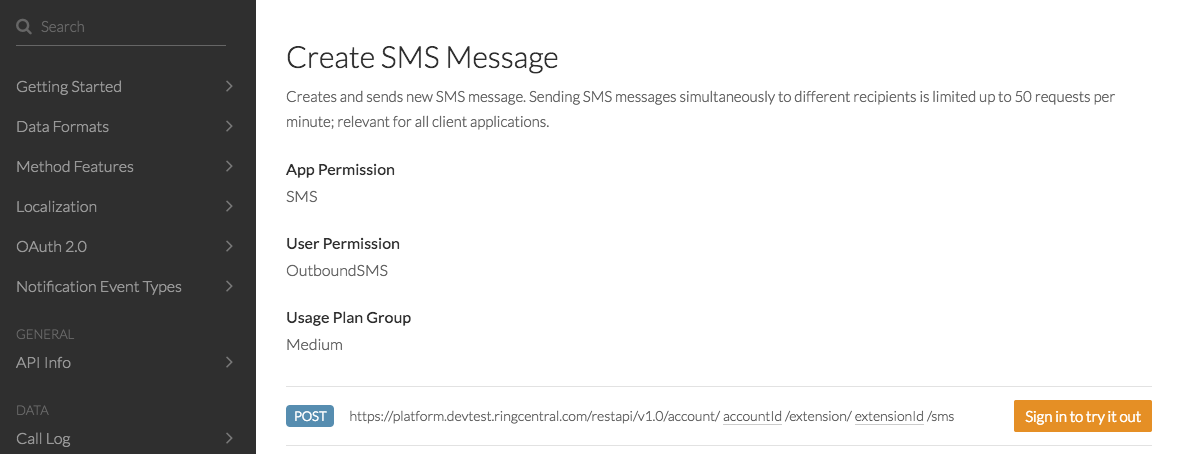 Search
Getting Started
Data Formats
Method Features
Localization
OAuth 2.0
Notification Event Types
GENERAL
API Info
DATA
Call Log
Create SMS Message
Creates and sends new SMS message. Sending SMS messages simultaneously to different recipients is limited up to 50 requests per
minute; relevant for all client applications.
App Permission
SMS
User Permission
OutboundSMS
Usage Plan Group
Medium
POST https://platform.devtest.ringcentral.com/restapi/v1.0/account/ accountId /extension/ extensionId /sms Sign in to try it out